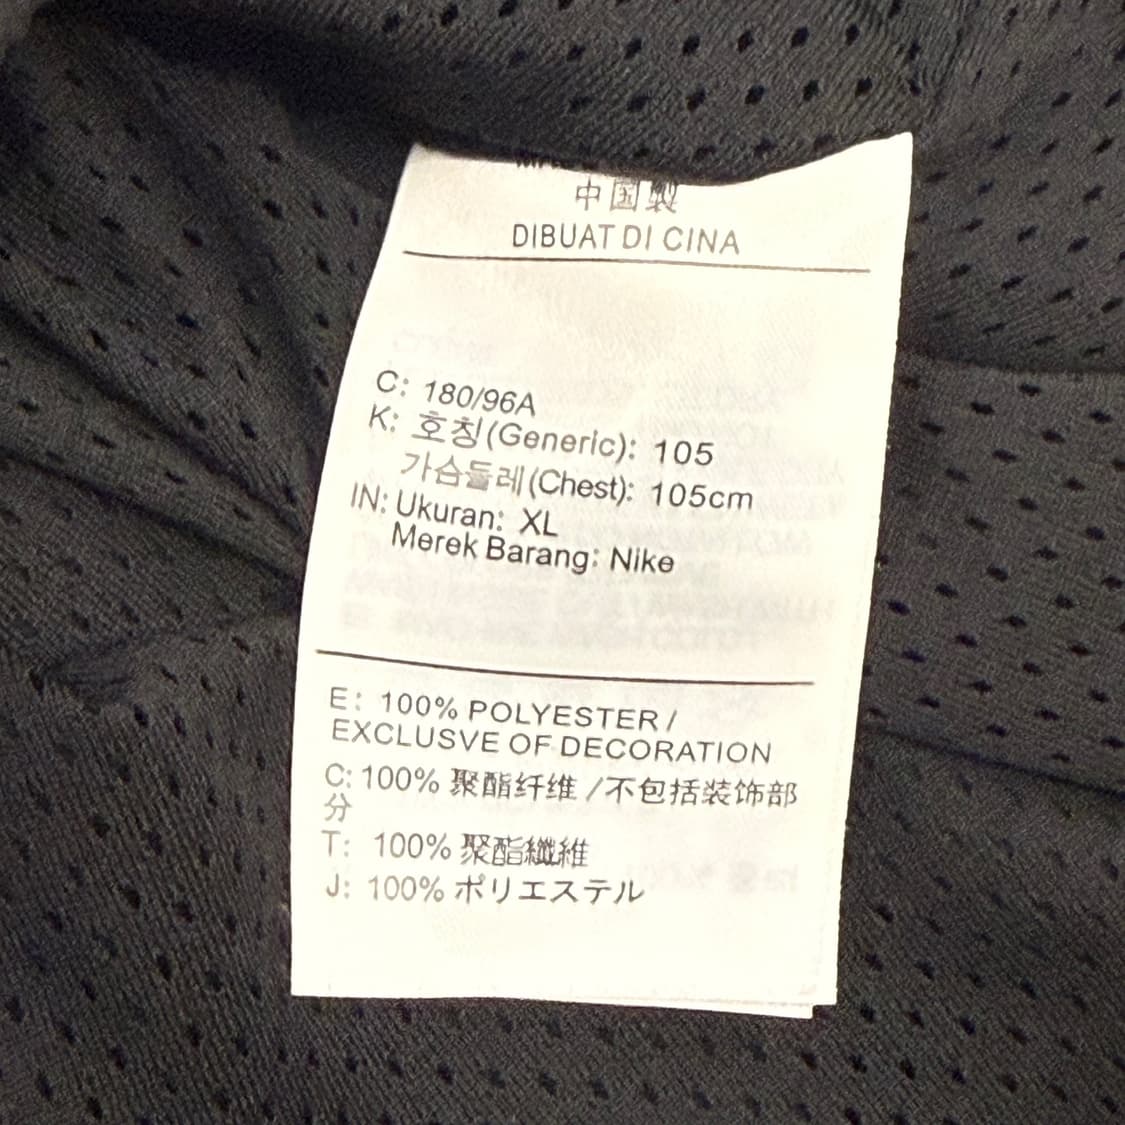 中国製
DIBUAT DI CINA
C: 180/96A
K: 호칭(Generic): 105
가슴둘레(Chest): 105cm
IN: Ukuran: XL
Merek Barang: Nike
E: 100% POLYESTER /
EXCLUSVE OF DECORATION
C: 100% 聚酯纤维 /不包括装饰部
分
T: 100% 聚酯纖維
J: 100% ポリエステル